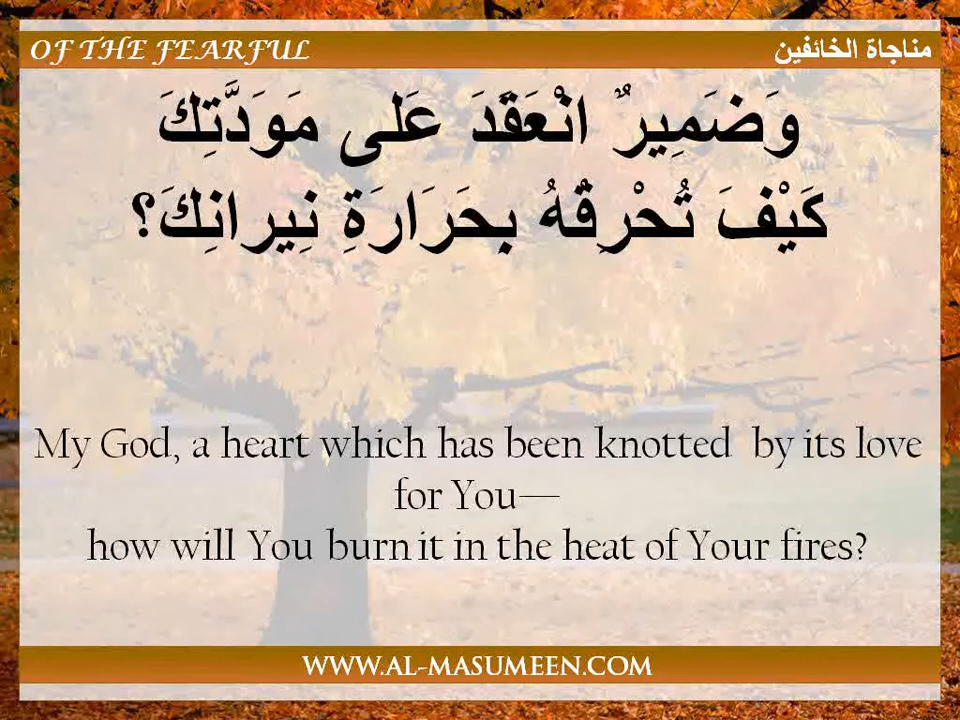 OF THE FEARFUL
مناجاة الخائفين
وَضَمِيرٌ انْعَقَدَ عَلى مَوَدَّتِكَ
كَيْفَ تُحْرِقُهُ بِحَرَارَةِ نِيرانِكَ؟
My God, a heart which has been knotted by its love
for You—
how will You burn it in the heat of Your fires?
WWW.AL-MASUMEEN.COM